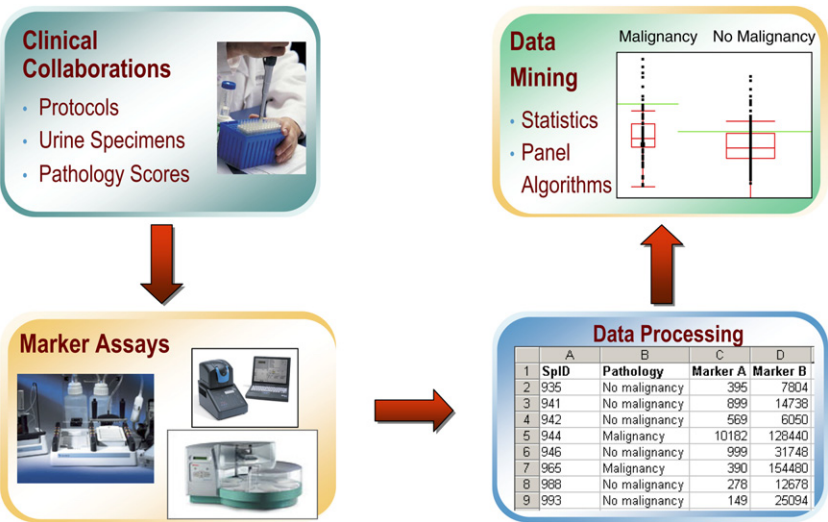 Clinical
Collaborations
• Protocols
• Urine Specimens
• Pathology Scores
Marker Assays
Data Processing
A B C D
1 SpID Pathology Marker A Marker B
2 935 No malignancy 395 7804
3 941 No malignancy 899 14738
4 942 No malignancy 569 6050
5 944 Malignancy 10182 128440
6 946 No malignancy 999 31748
7 965 Malignancy 390 154480
8 988 No malignancy 278 12678
9 993 No malignancy 149 25094
Data
Mining
• Statistics
• Panel
Algorithms
Malignancy No Malignancy